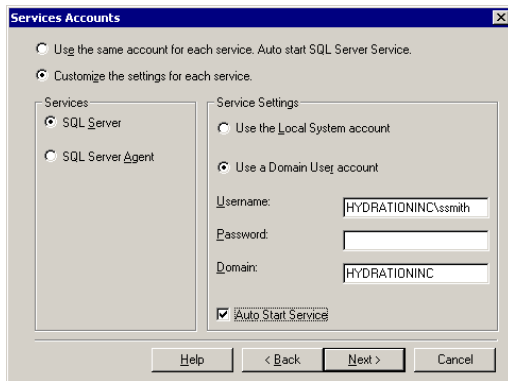 Services Accounts
Use the same account for each service. Auto start SQL Server Service.
Customize the settings for each service.
Services
SQL Server
SQL Server Agent
Service Settings
Use the Local System account
Use a Domain User account
Username:
HYDRATIONINC\ssmith
Password:
Domain:
HYDRATIONINC
Auto Start Service
Help
< Back
Next >
Cancel